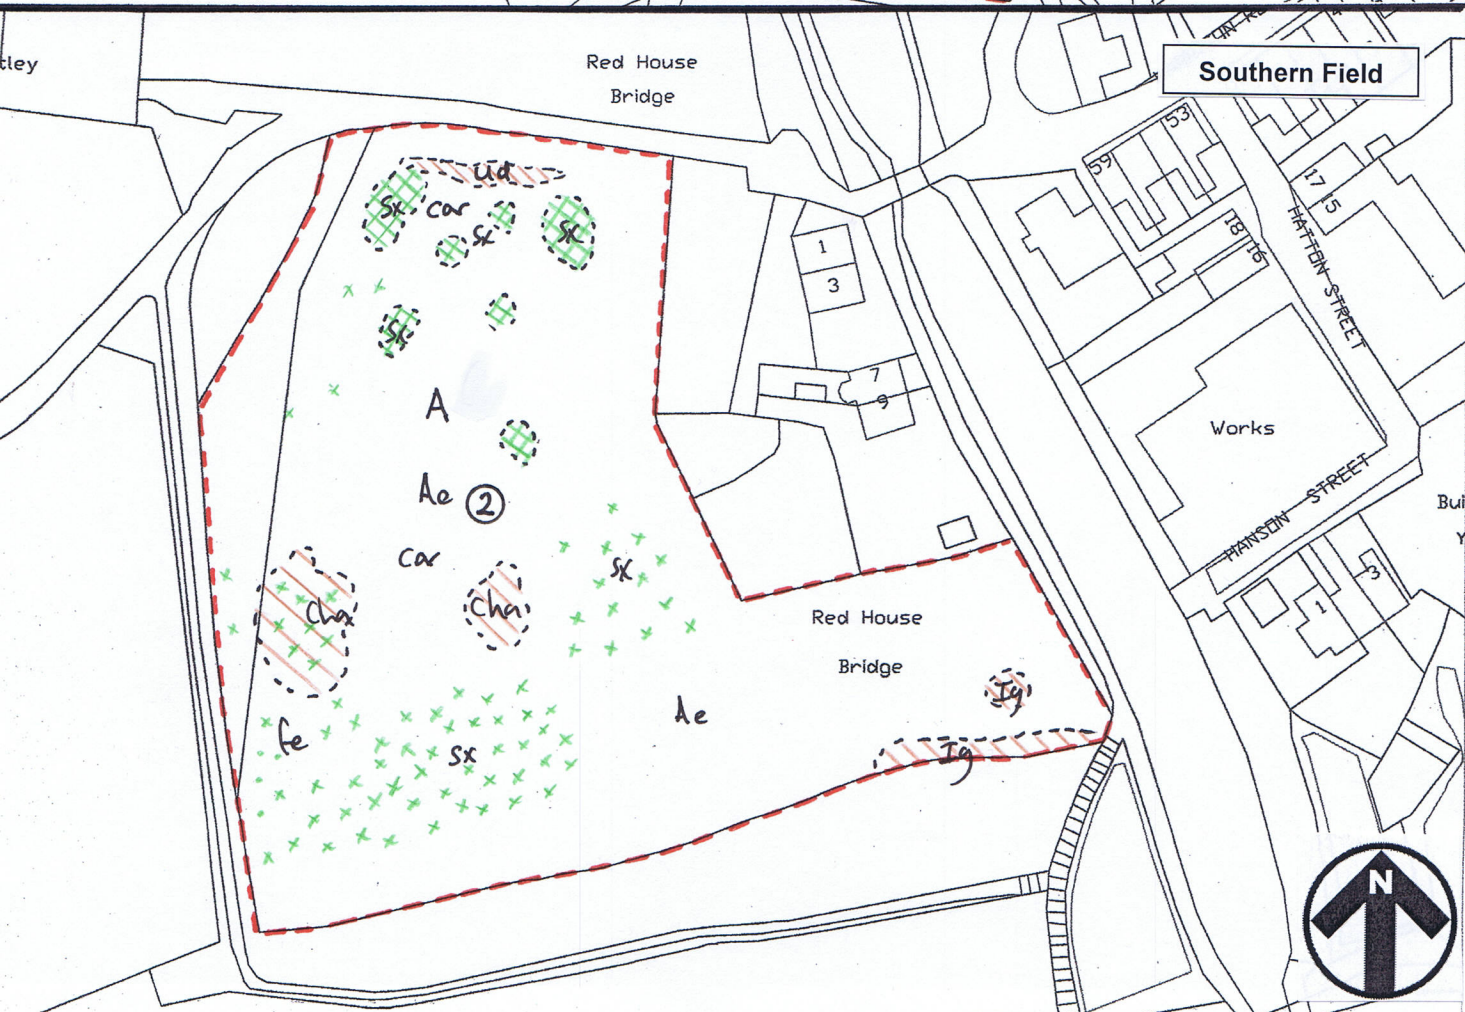 tley
Red House
Bridge
Southern Field
53
59
17
15
18
16
HATTON STREET
ud
Sx
car
Sx
Sx
1
3
Sx
7
9
A
Works
Ae
2
HANSON STREET
Bui
car
Sx
Cha
Cha
3
1
Red House
Bridge
Ig
Ae
fe
Sx
Ig
N